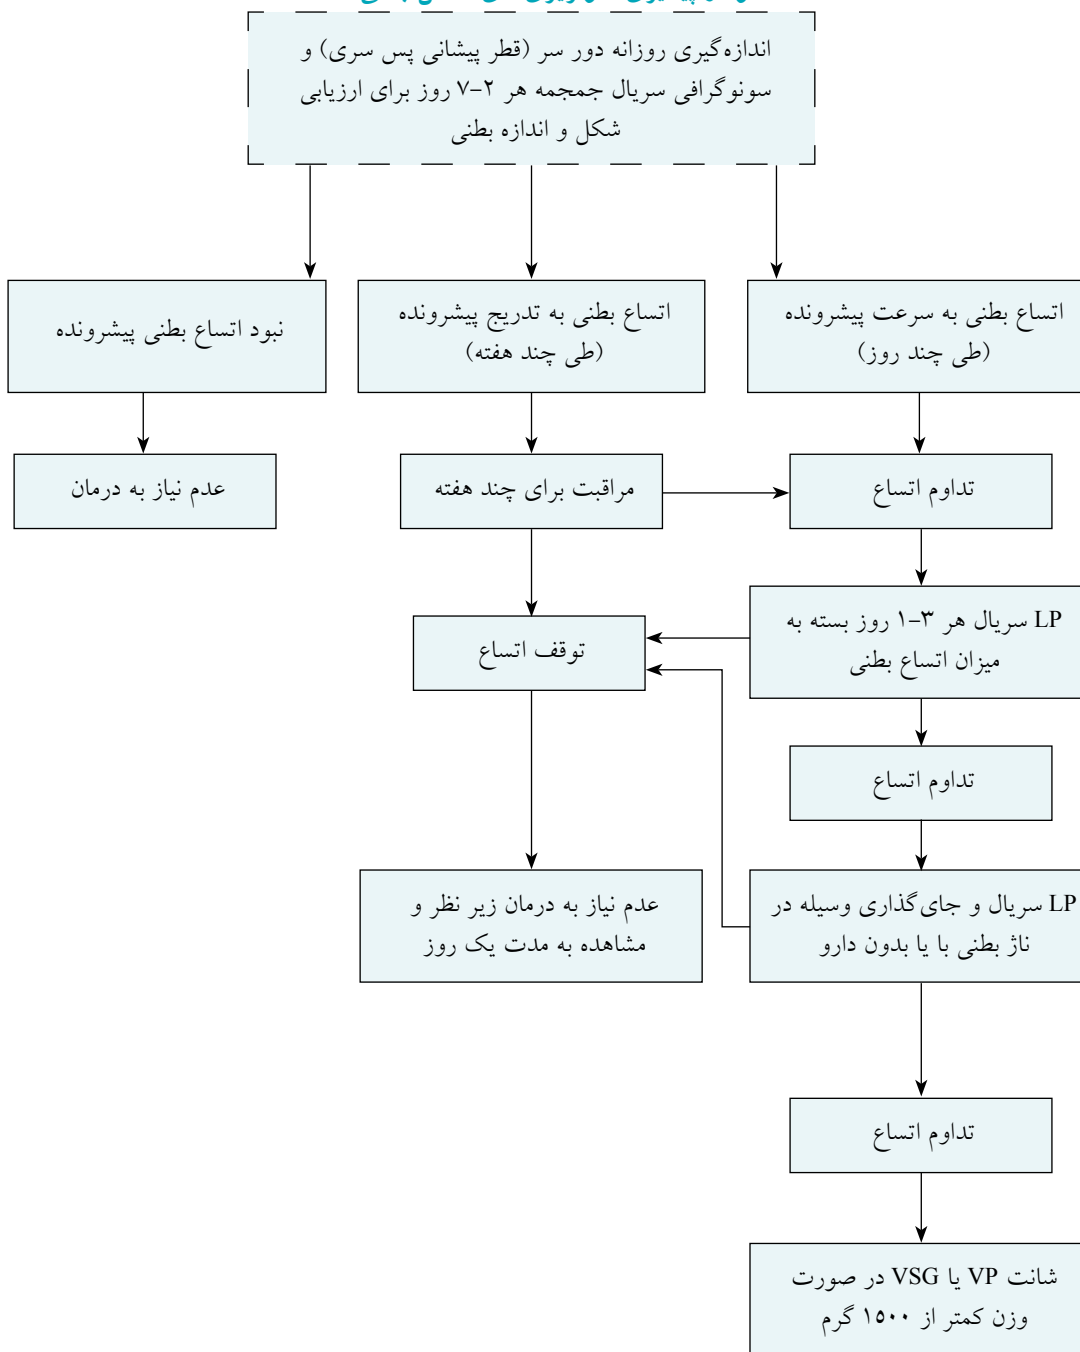 اندازه‌گیری روزانه دور سر (قطر پیشانی پس سری) و
سونوگرافی سریال جمجمه هر ۲-۷ روز برای ارزیابی
شکل و اندازه بطنی
اتساع بطنی به سرعت پیشرونده
(طی چند روز)
اتساع بطنی به تدریج پیشرونده
(طی چند هفته)
نبود اتساع بطنی پیشرونده
تداوم اتساع
مراقبت برای چند هفته
عدم نیاز به درمان
LP سریال هر ۳-۱ روز بسته به
میزان اتساع بطنی
توقف اتساع
تداوم اتساع
LP سریال و جای‌گذاری وسیله در
ناژ بطنی با یا بدون دارو
عدم نیاز به درمان زیر نظر و
مشاهده به مدت یک روز
تداوم اتساع
شانت VP یا VSG در صورت
وزن کمتر از ۱۵۰۰ گرم